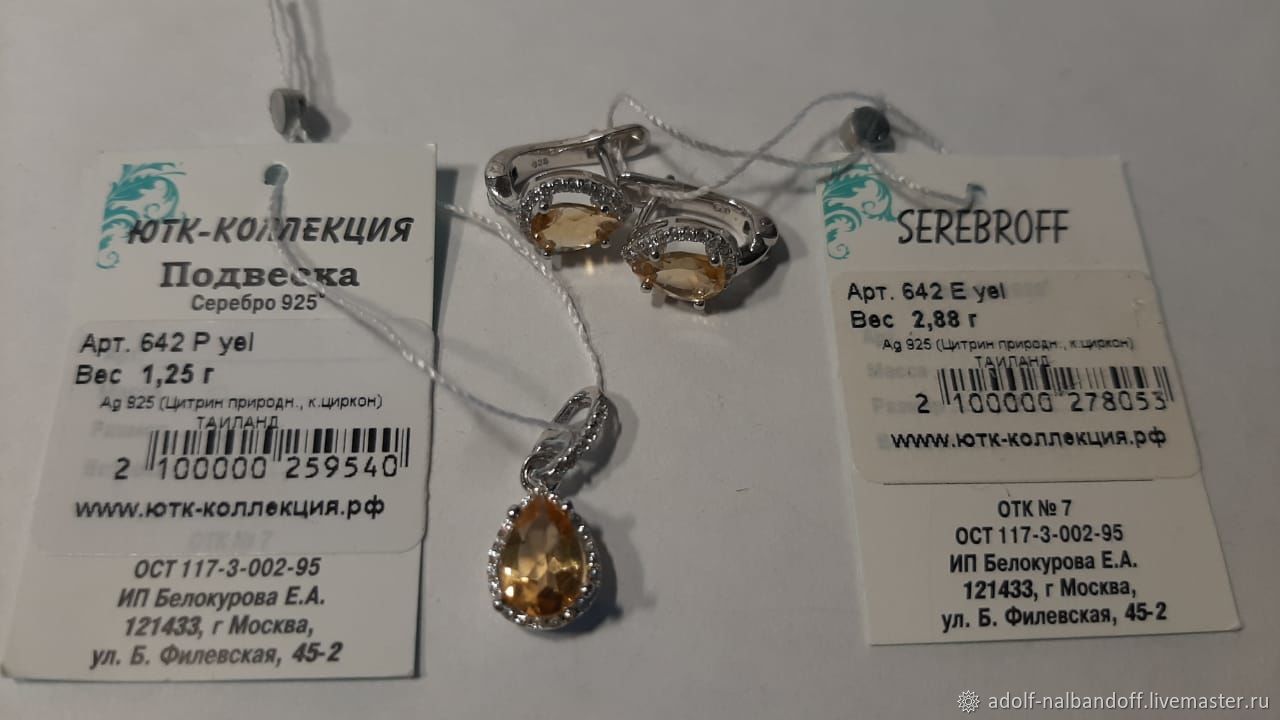 ЮТК-КОЛЛЕКЦИЯ
Подвеска
Серебро 925°
Арт. 642 P yel
Вес 1,25 г
Ag 925 (Цитрин природн., к.циркон)
ТАИЛАНД
2 100000 259540
www.ютк-коллекция.рф
ОТК № 7
ОСТ 117-3-002-95
ИП Белокурова Е.А.
121433, г Москва,
ул. Б. Филевская, 45-2
925
SEREBROFF
Арт. 642 E yel
Вес 2,88 г
Ag 925 (Цитрин природн., к.циркон)
ТАИЛАНД
2 100000 278053
www.ютк-коллекция.рф
ОТК № 7
ОСТ 117-3-002-95
ИП Белокурова Е.А.
121433, г Москва,
ул. Б. Филевская, 45-2
adolf-nalbandoff.livemaster.ru